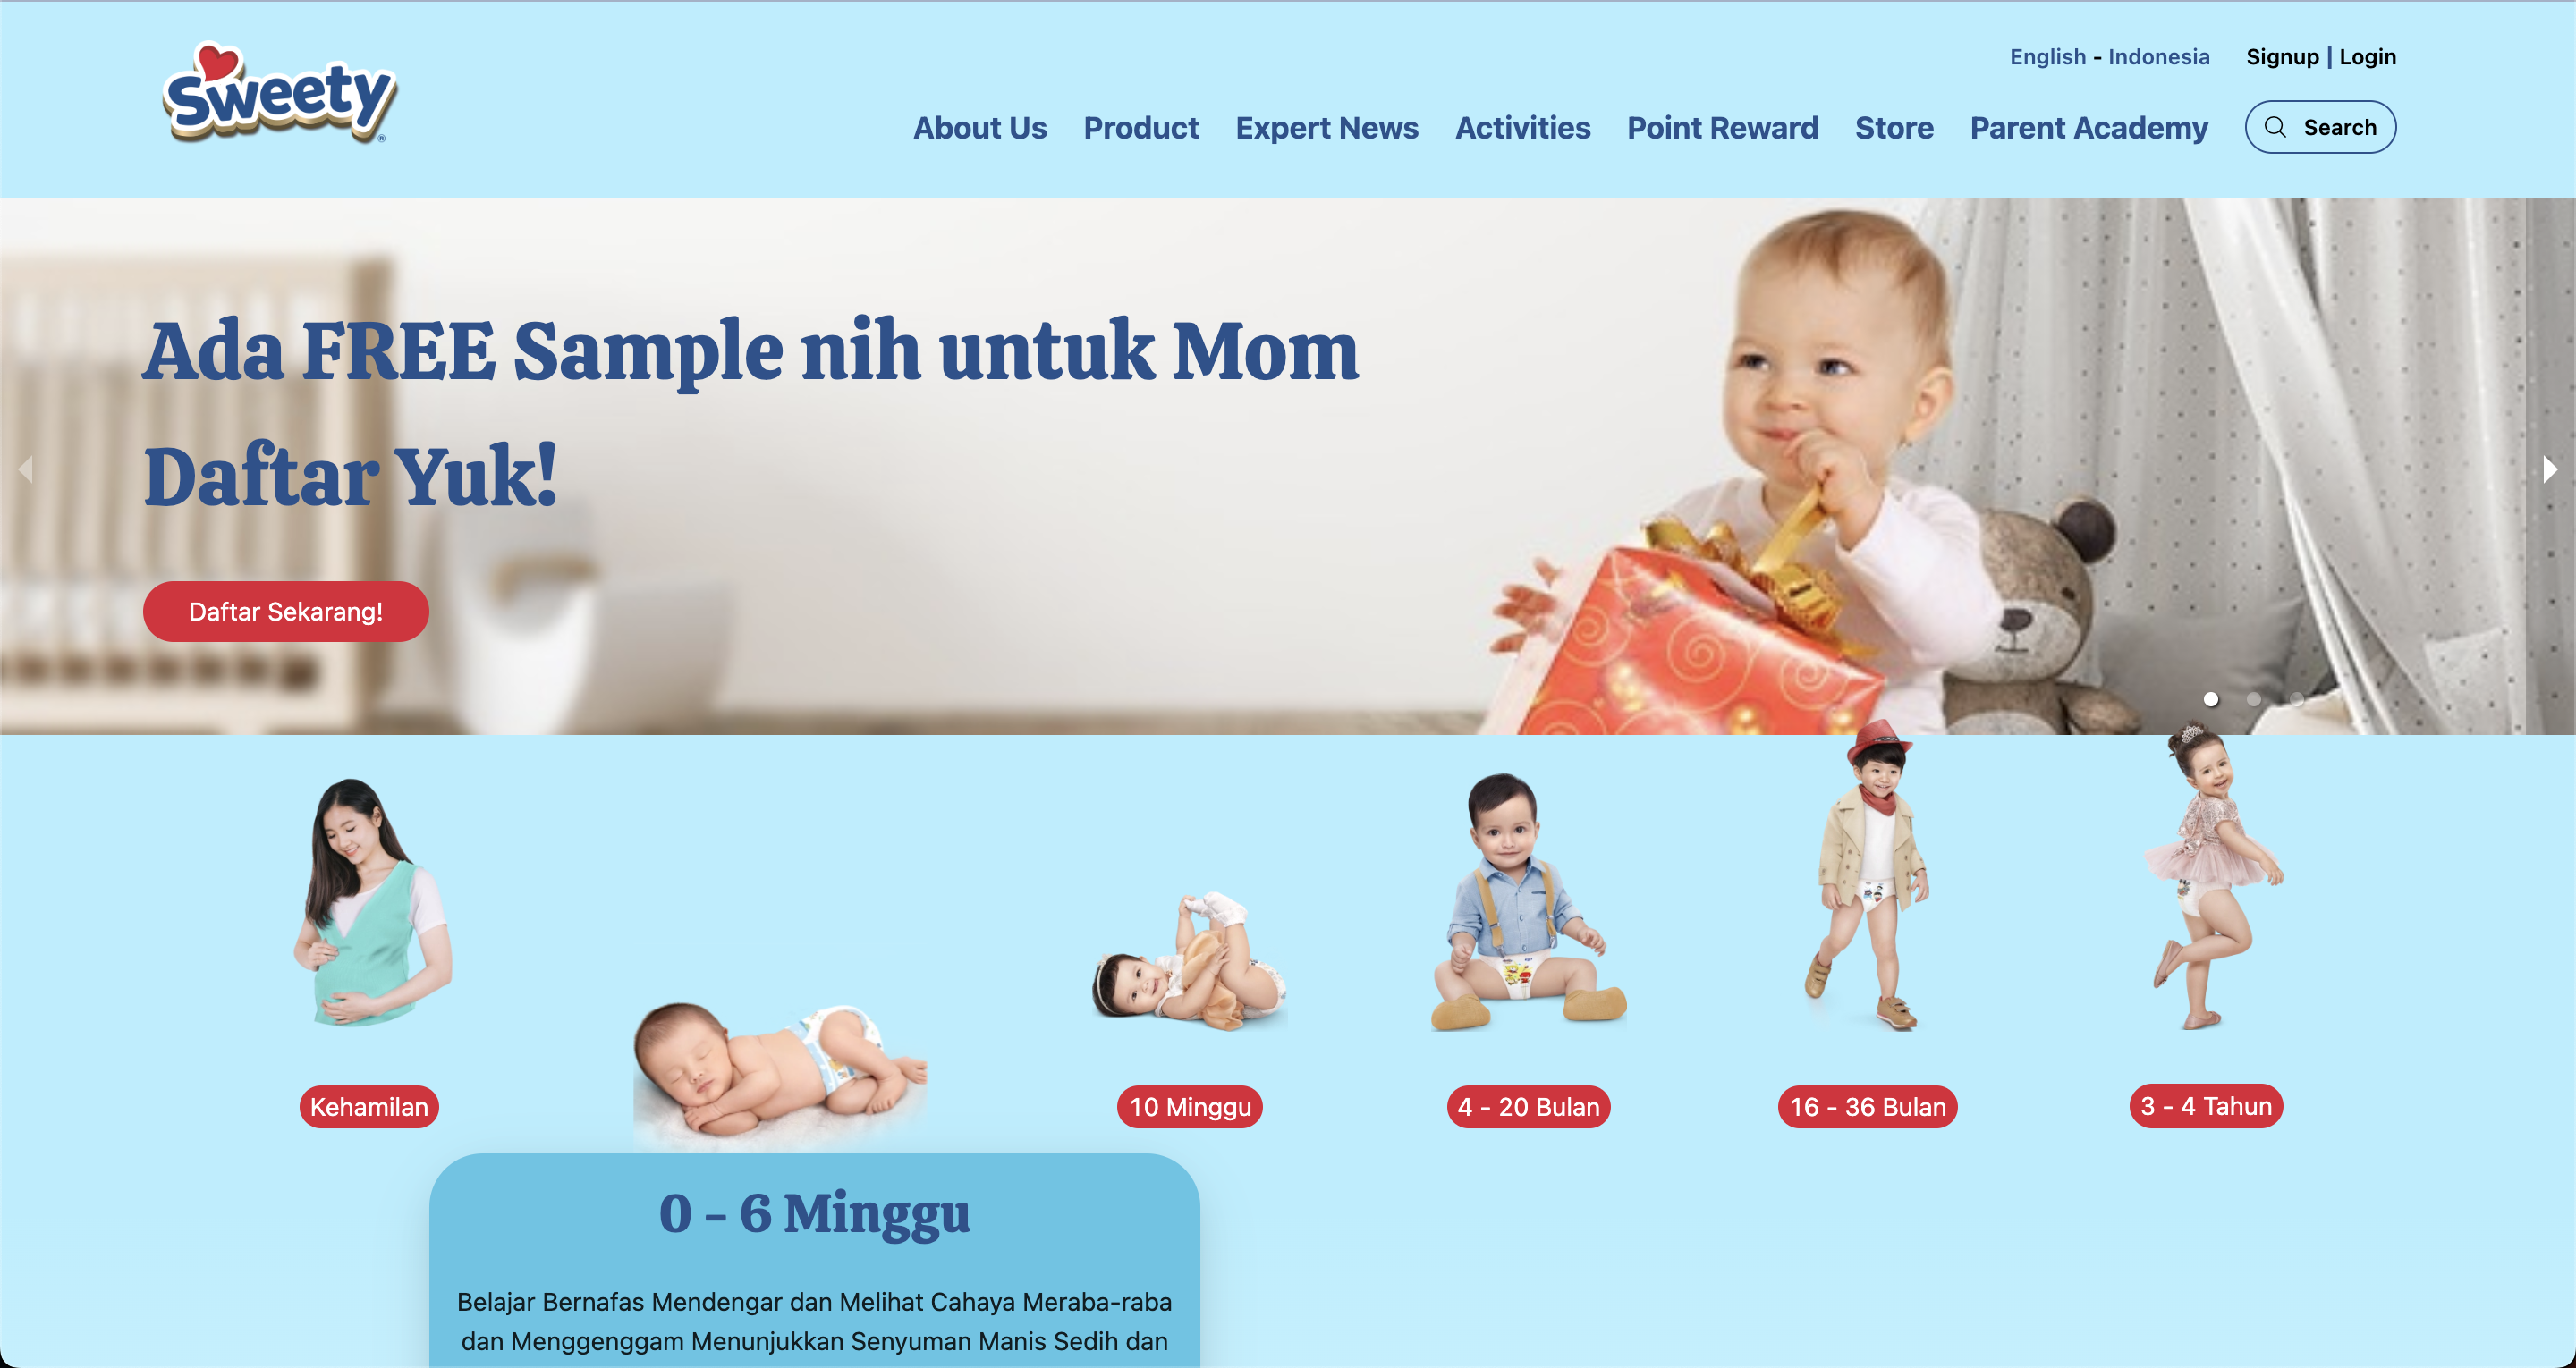 Sweety
English - Indonesia
Signup | Login
About Us
Product
Expert News
Activities
Point Reward
Store
Parent Academy
Search
Ada FREE Sample nih untuk Mom
Daftar Yuk!
Daftar Sekarang!
Kehamilan
10 Minggu
4 - 20 Bulan
16 - 36 Bulan
3 - 4 Tahun
0 - 6 Minggu
Belajar Bernafas Mendengar dan Melihat Cahaya Meraba-raba
dan Menggenggam Menunjukkan Senyuman Manis Sedih dan